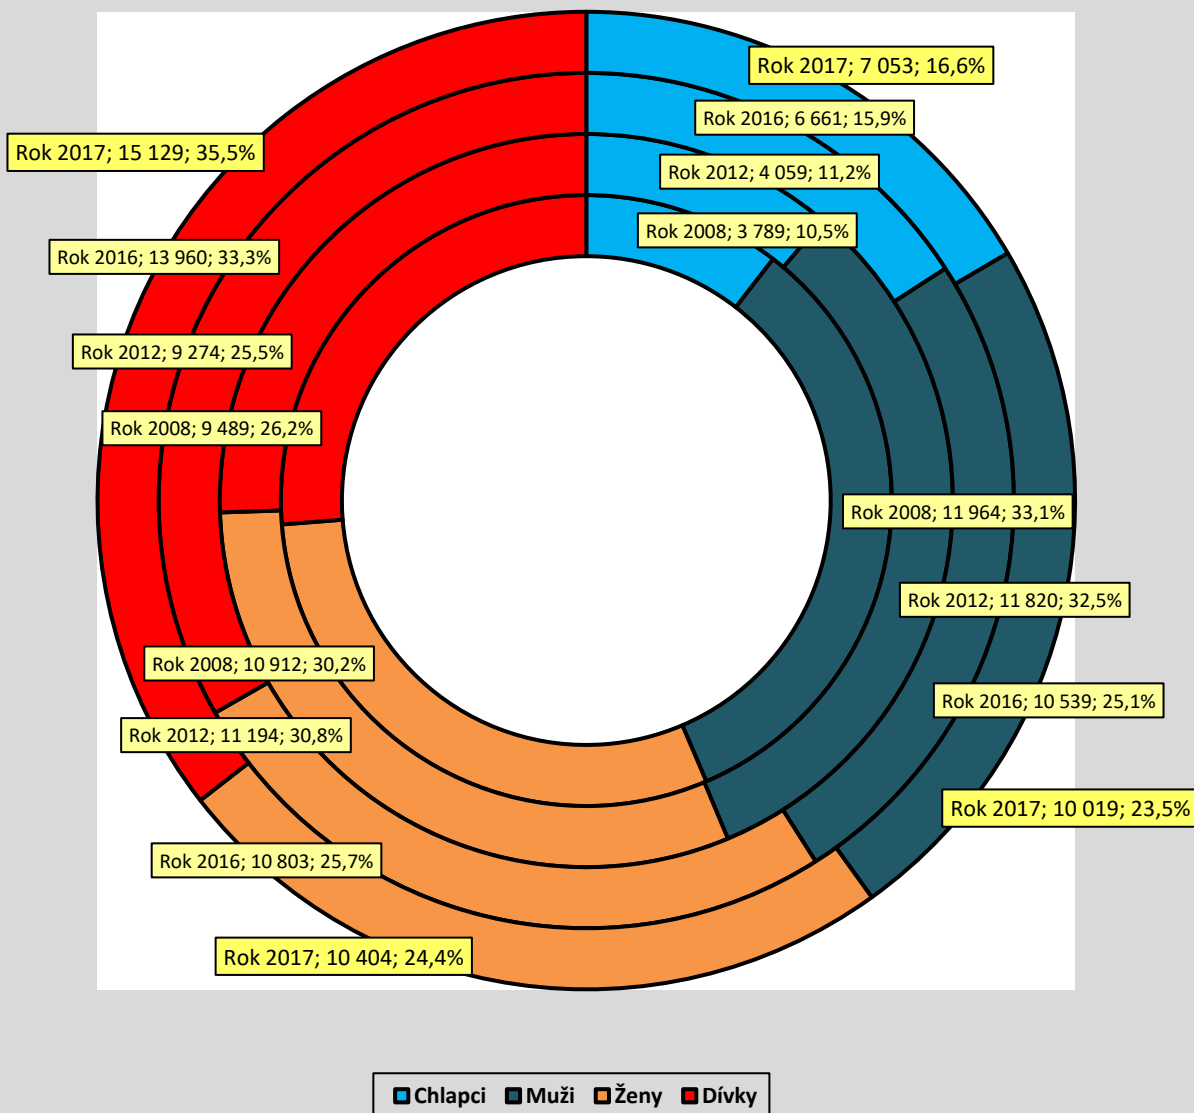 Rok 2017; 7 053; 16,6%
Rok 2016; 6 661; 15,9%
Rok 2017; 15 129; 35,5%
Rok 2012; 4 059; 11,2%
Rok 2008; 3 789; 10,5%
Rok 2016; 13 960; 33,3%
Rok 2012; 9 274; 25,5%
Rok 2008; 9 489; 26,2%
Rok 2008; 11 964; 33,1%
Rok 2012; 11 820; 32,5%
Rok 2008; 10 912; 30,2%
Rok 2016; 10 539; 25,1%
Rok 2012; 11 194; 30,8%
Rok 2017; 10 019; 23,5%
Rok 2016; 10 803; 25,7%
Rok 2017; 10 404; 24,4%
Chlapci Muži Ženy Dívky